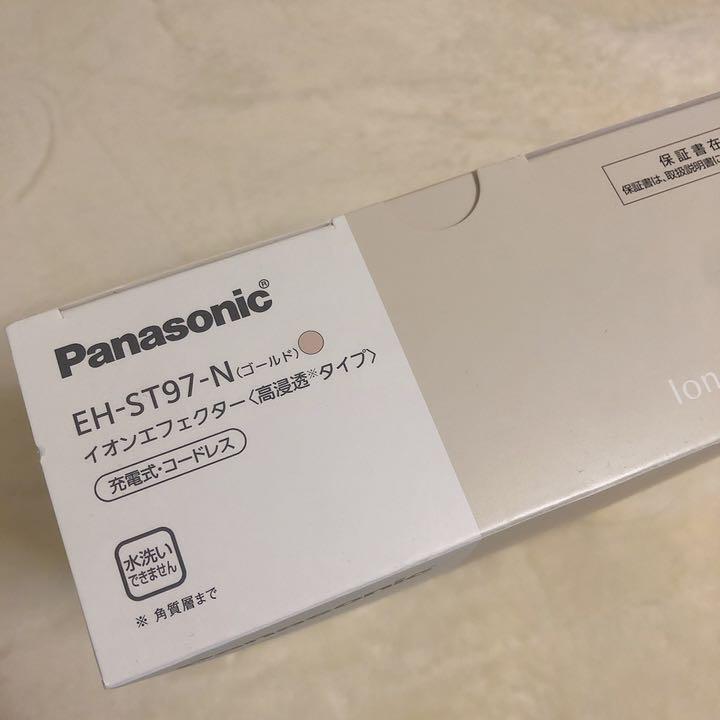 Panasonic®
EH-ST97-N(ゴールド)
イオンエフェクター〈高浸透※タイプ〉
充電式・コードレス
水洗い
できません
※ 角質層まで
保証書在
保証書は、取扱説明書に
Ion